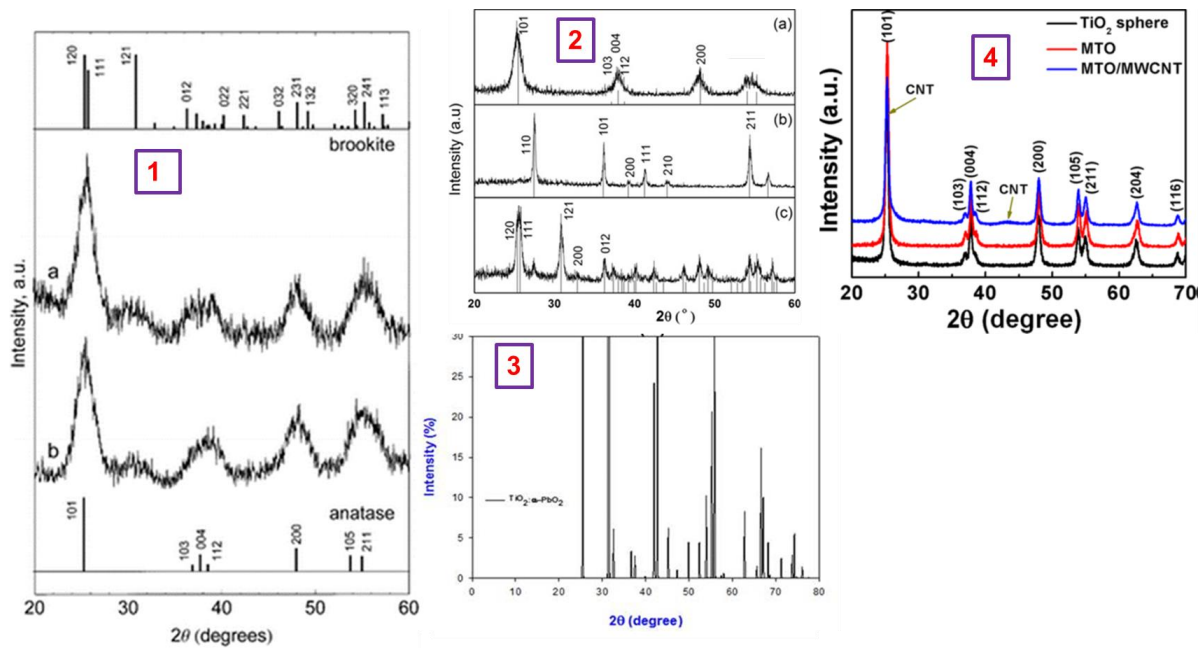 120
111
121
012
022
221
032
231
132
320
241
113
brookite
1
a
b
Intensity, a.u.
anatase
101
103
004
112
200
105
211
20 30 40 50 60
2θ (degrees)
2
(a)
101
103
004
112
200
(b)
110
101
200
111
210
211
(c)
120
111
121
200
012
Intensity (a.u)
20 30 40 50 60
2θ (°)
3
30
25
20
15
10
5
0
Intensity (%)
TiO2:α-PbO2
0 10 20 30 40 50 60 70 80
2θ (degree)
4
TiO2 sphere
MTO
MTO/MWCNT
(101)
CNT
CNT
(103)
(004)
(112)
(200)
(105)
(211)
(204)
(116)
Intensity (a.u.)
20 30 40 50 60 700
2θ (degree)